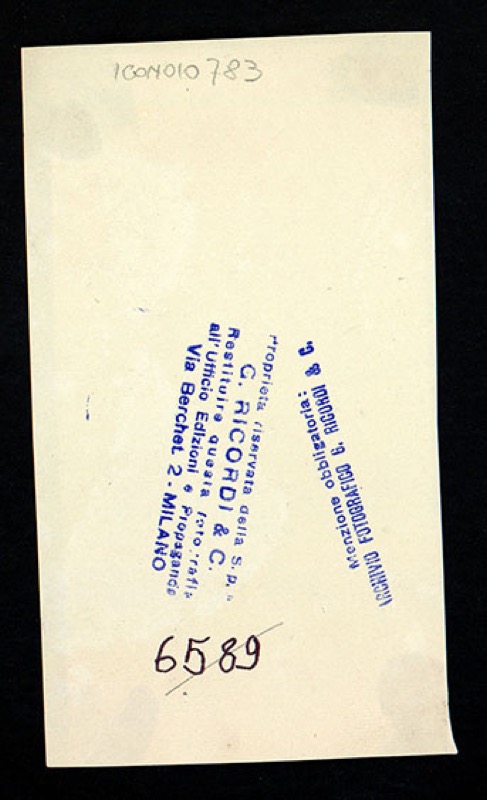 ICON010783
Proprietà riservata della S. p. a
G. RICORDI & C.
Restituire questa fotografia
all'Ufficio Edizioni e Propaganda
Via Berchet 2 - MILANO
Menzione obbligatoria:
ARCHIVIO FOTOGRAFICO G. RICORDI & C.
6589